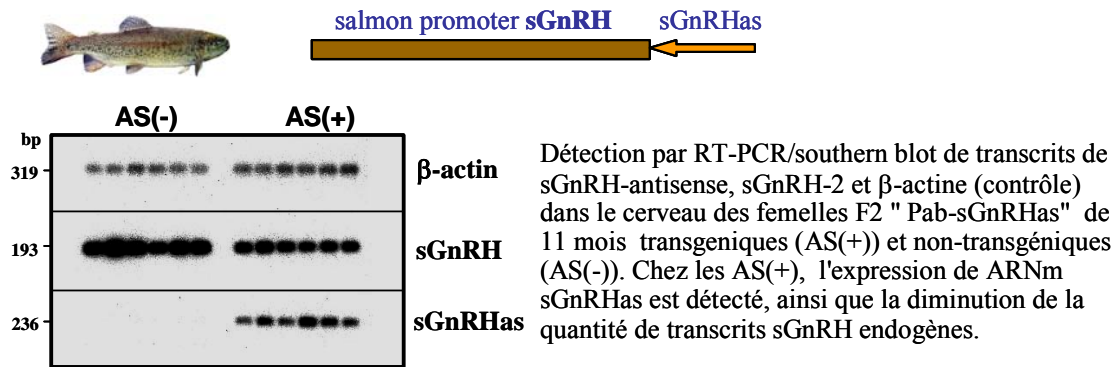 salmon promoter sGnRH sGnRHas
AS(-) AS(+)
bp
319 β-actin
193 sGnRH
236 sGnRHas
Détection par RT-PCR/southern blot de transcrits de
sGnRH-antisense, sGnRH-2 et β-actine (contrôle)
dans le cerveau des femelles F2 " Pab-sGnRHas" de
11 mois transgeniques (AS(+)) et non-transgéniques
(AS(-)). Chez les AS(+), l'expression de ARNm
sGnRHas est détecté, ainsi que la diminution de la
quantité de transcrits sGnRH endogènes.